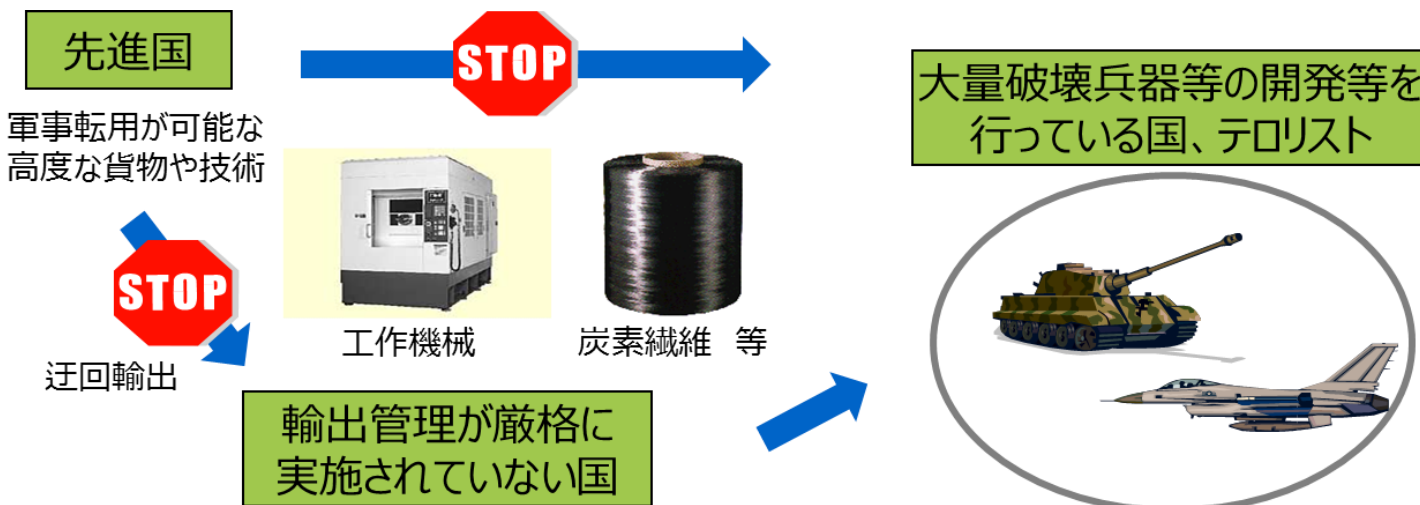 先進国
STOP
大量破壊兵器等の開発等を
行っている国、テロリスト
軍事転用が可能な
高度な貨物や技術
STOP
工作機械
炭素繊維 等
迂回輸出
輸出管理が厳格に
実施されていない国